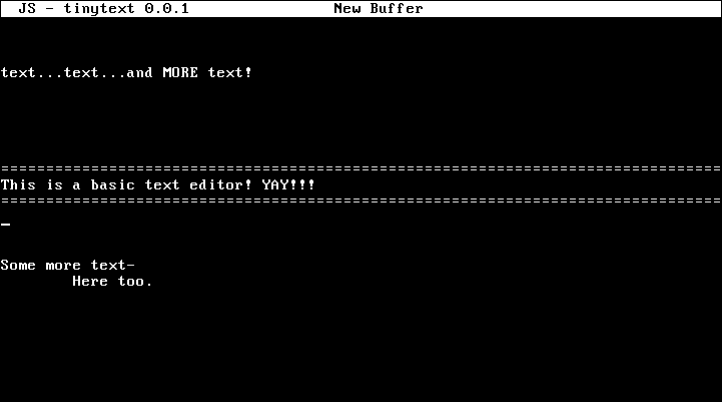 JS - tinytext 0.0.1 New Buffer
text...text...and MORE text!
================================================================================
This is a basic text editor! YAY!!!
================================================================================
Some more text-
Here too.